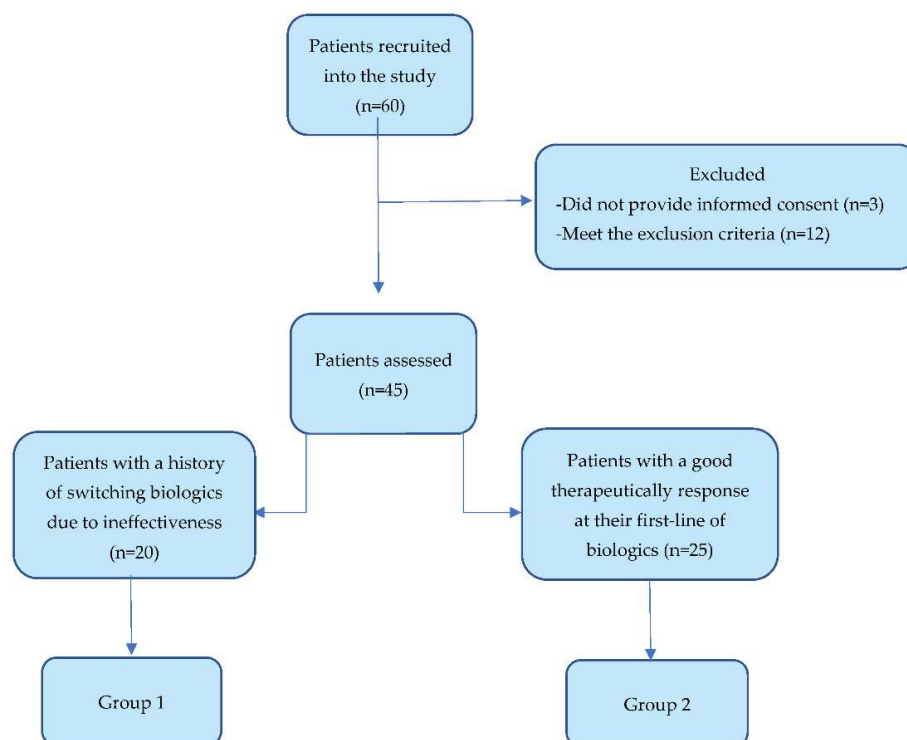 Patients recruited
into the study
(n=60)
Excluded
-Did not provide informed consent (n=3)
-Meet the exclusion criteria (n=12)
Patients assessed
(n=45)
Patients with a history
of switching biologics
due to ineffectiveness
(n=20)
Patients with a good
therapeutically response
at their first-line of
biologics (n=25)
Group 1
Group 2